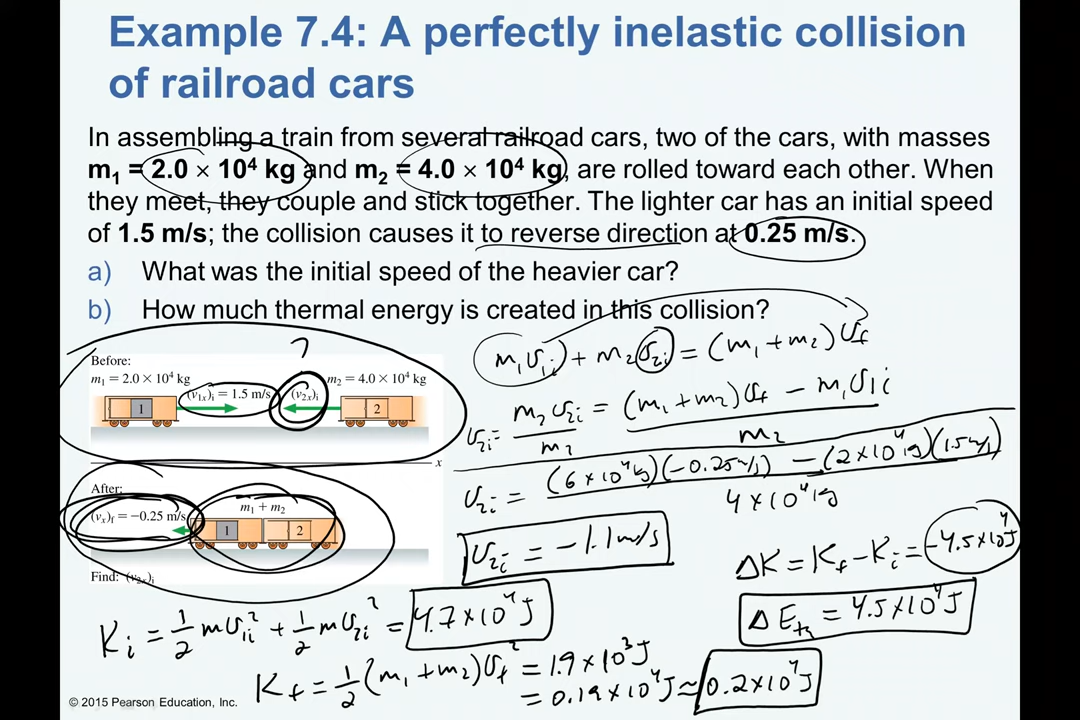 Example 7.4: A perfectly inelastic collision
of railroad cars
In assembling a train from several railroad cars, two of the cars, with masses
m₁ = 2.0 × 10⁴ kg and m₂ = 4.0 × 10⁴ kg, are rolled toward each other. When
they meet, they couple and stick together. The lighter car has an initial speed
of 1.5 m/s; the collision causes it to reverse direction at 0.25 m/s.
a) What was the initial speed of the heavier car?
b) How much thermal energy is created in this collision?
Before:
?
m₁ = 2.0 × 10⁴ kg
m₂ = 4.0 × 10⁴ kg
(v₁ₓ)ᵢ = 1.5 m/s
(v₂ₓ)ᵢ
1
2
x
After:
(vₓ)f = −0.25 m/s
m₁ + m₂
1
2
Find: (v₂ₓ)ᵢ
m₁v₁ᵢ + m₂v₂ᵢ = (m₁ + m₂)vf
v₂ᵢ = m₂v₂ᵢ / m₂ = ((m₁ + m₂)vf − m₁v₁ᵢ) / m₂
v₂ᵢ = ((6 × 10⁴ kg)(−0.25 m/s) − (2 × 10⁴ kg)(1.5 m/s)) / 4 × 10⁴ kg
v₂ᵢ = −1.1 m/s
ΔK = Kf − Kᵢ = −4.5 × 10⁴ J
ΔEth = 4.5 × 10⁴ J
Kᵢ = ½ m v₁ᵢ² + ½ m v₂ᵢ² = 4.7 × 10⁴ J
Kf = ½ (m₁ + m₂) vf² = 1.9 × 10³ J
= 0.19 × 10⁴ J ≈ 0.2 × 10⁴ J
© 2015 Pearson Education, Inc.